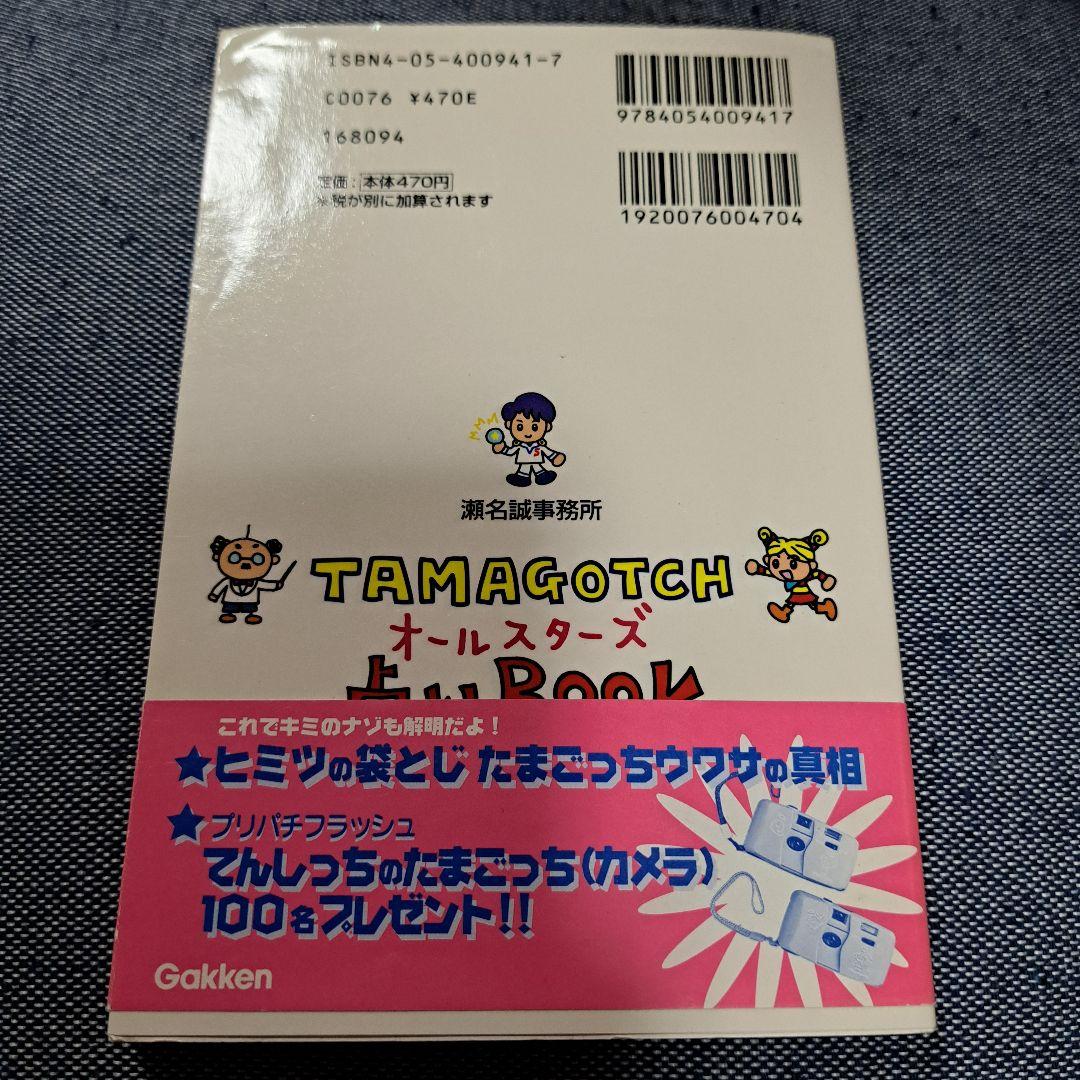 ISBN4-05-400941-7
C0076 ¥470E
168094
定価：本体470円
※税が別に加算されます
9784054009417
1920076004704
瀬名誠事務所
TAMAGOTCH
オールスターズ
占い BOOK
これでキミのナゾも解明だよ！
★ヒミツの袋とじ たまごっちウワサの真相
★プリパチフラッシュ
てんしっちのたまごっち(カメラ)
100名プレゼント!!
Gakken